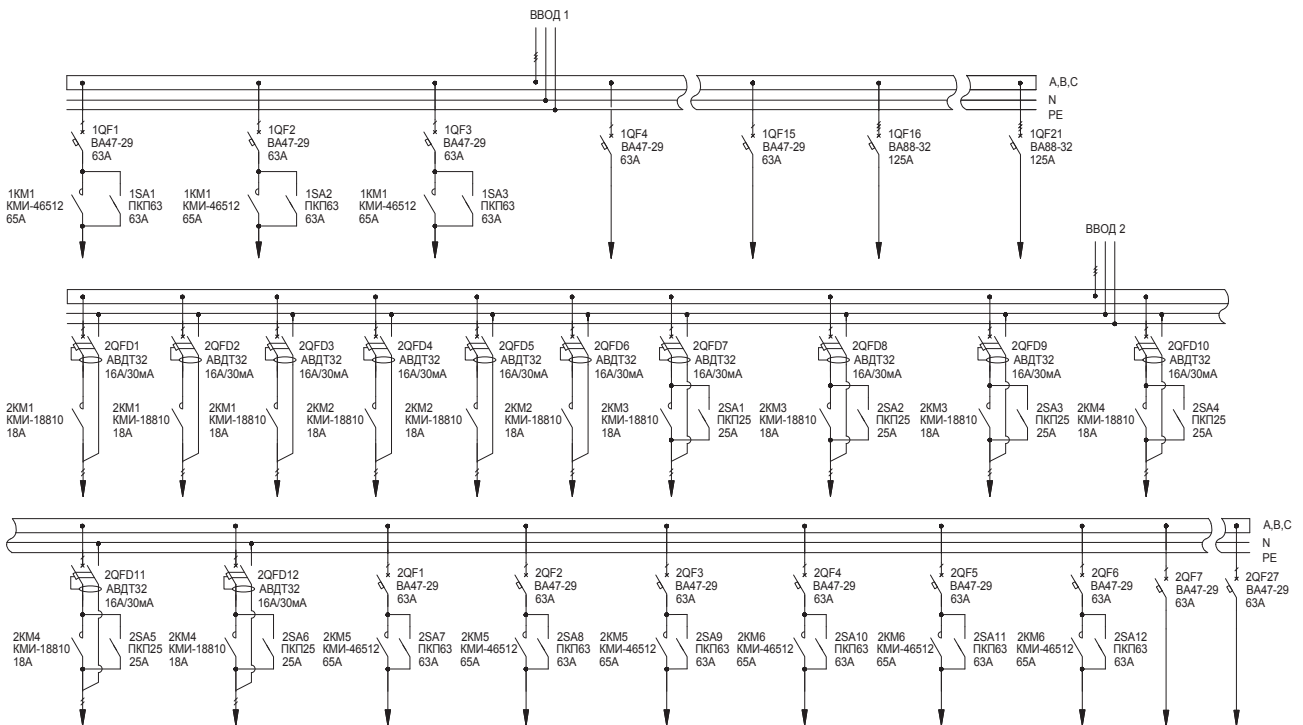 ВВОД 1
A,B,C
N
PE
1QF1
ВА47-29
63А
1QF2
ВА47-29
63А
1QF3
ВА47-29
63А
1QF4
ВА47-29
63А
1QF15
ВА47-29
63А
1QF16
ВА88-32
125А
1QF21
ВА88-32
125А
1КМ1
КМИ-46512
65А
1SA1
ПКП63
63А
1КМ1
КМИ-46512
65А
1SA2
ПКП63
63А
1КМ1
КМИ-46512
65А
1SA3
ПКП63
63А
ВВОД 2
2QFD1
АВДТ32
16А/30мА
2QFD2
АВДТ32
16А/30мА
2QFD3
АВДТ32
16А/30мА
2QFD4
АВДТ32
16А/30мА
2QFD5
АВДТ32
16А/30мА
2QFD6
АВДТ32
16А/30мА
2QFD7
АВДТ32
16А/30мА
2QFD8
АВДТ32
16А/30мА
2QFD9
АВДТ32
16А/30мА
2QFD10
АВДТ32
16А/30мА
2КМ1
КМИ-18810
18А
2КМ1
КМИ-18810
18А
2КМ1
КМИ-18810
18А
2КМ2
КМИ-18810
18А
2КМ2
КМИ-18810
18А
2КМ2
КМИ-18810
18А
2КМ3
КМИ-18810
18А
2SA1
ПКП25
25А
2КМ3
КМИ-18810
18А
2SA2
ПКП25
25А
2КМ3
КМИ-18810
18А
2SA3
ПКП25
25А
2КМ4
КМИ-18810
18А
2SA4
ПКП25
25А
A,B,C
N
PE
2QFD11
АВДТ32
16А/30мА
2QFD12
АВДТ32
16А/30мА
2QF1
ВА47-29
63А
2QF2
ВА47-29
63А
2QF3
ВА47-29
63А
2QF4
ВА47-29
63А
2QF5
ВА47-29
63А
2QF6
ВА47-29
63А
2QF7
ВА47-29
63А
2QF27
ВА47-29
63А
2КМ4
КМИ-18810
18А
2SA5
ПКП25
25А
2КМ4
КМИ-18810
18А
2SA6
ПКП25
25А
2КМ5
КМИ-46512
65А
2SA7
ПКП63
63А
2КМ5
КМИ-46512
65А
2SA8
ПКП63
63А
2КМ5
КМИ-46512
65А
2SA9
ПКП63
63А
2КМ6
КМИ-46512
65А
2SA10
ПКП63
63А
2КМ6
КМИ-46512
65А
2SA11
ПКП63
63А
2КМ6
КМИ-46512
65А
2SA12
ПКП63
63А